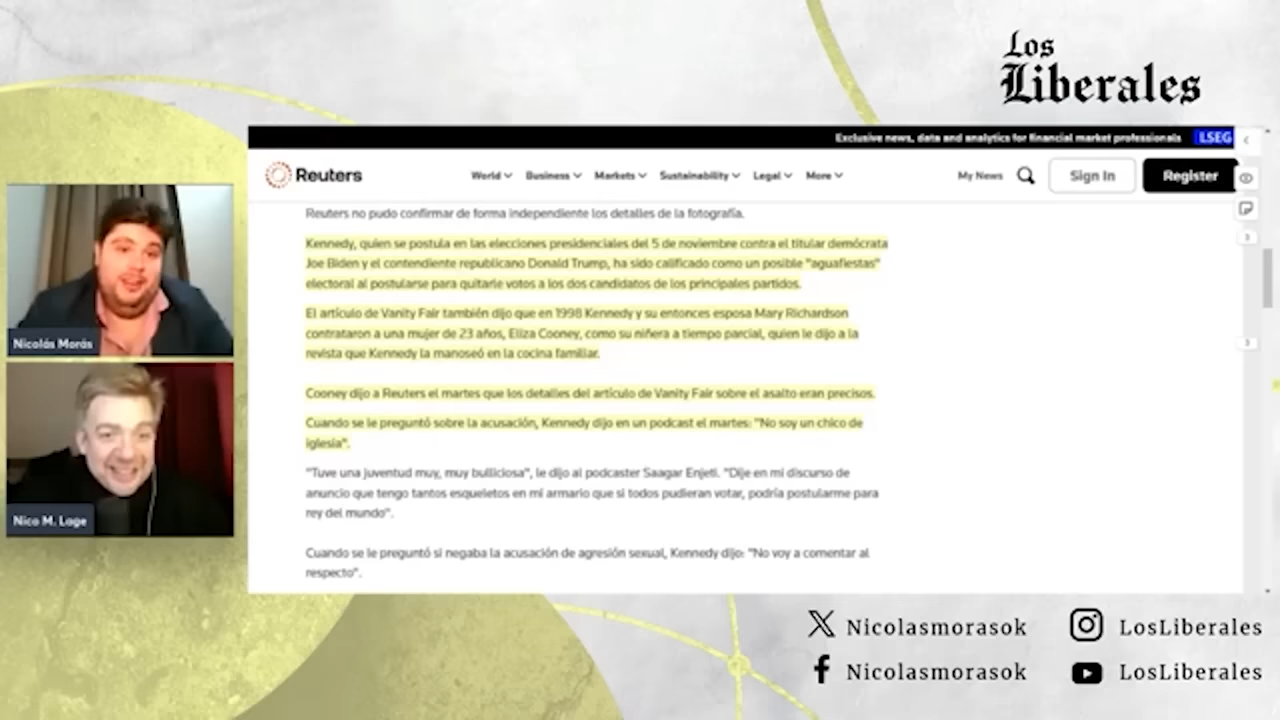 Los
Liberales
Exclusive news, data and analytics for financial market professionals LSEG
Reuters World Business Markets Sustainability Legal More My News Sign In Register
Reuters no pudo confirmar de forma independiente los detalles de la fotografía.
Kennedy, quien se postula en las elecciones presidenciales del 5 de noviembre contra el titular demócrata
Joe Biden y el contendiente republicano Donald Trump, ha sido calificado como un posible "aguafiestas"
electoral al postularse para quitarle votos a los dos candidatos de los principales partidos.
El artículo de Vanity Fair también dijo que en 1998 Kennedy y su entonces esposa Mary Richardson
contrataron a una mujer de 23 años, Eliza Cooney, como su niñera a tiempo parcial, quien le dijo a la
revista que Kennedy la manoseó en la cocina familiar.
Cooney dijo a Reuters el martes que los detalles del artículo de Vanity Fair sobre el asalto eran precisos.
Cuando se le preguntó sobre la acusación, Kennedy dijo en un podcast el martes: "No soy un chico de
iglesia".
"Tuve una juventud muy, muy bulliciosa", le dijo al podcaster Saagar Enjeti. "Dije en mi discurso de
anuncio que tengo tantos esqueletos en mi armario que si todos pudieran votar, podría postularme para
rey del mundo".
Cuando se le preguntó si negaba la acusación de agresión sexual, Kennedy dijo: "No voy a comentar al
respecto".
Nicolás Morás
Nico M. Lage
Nicolasmorasok LosLiberales
Nicolasmorasok LosLiberales